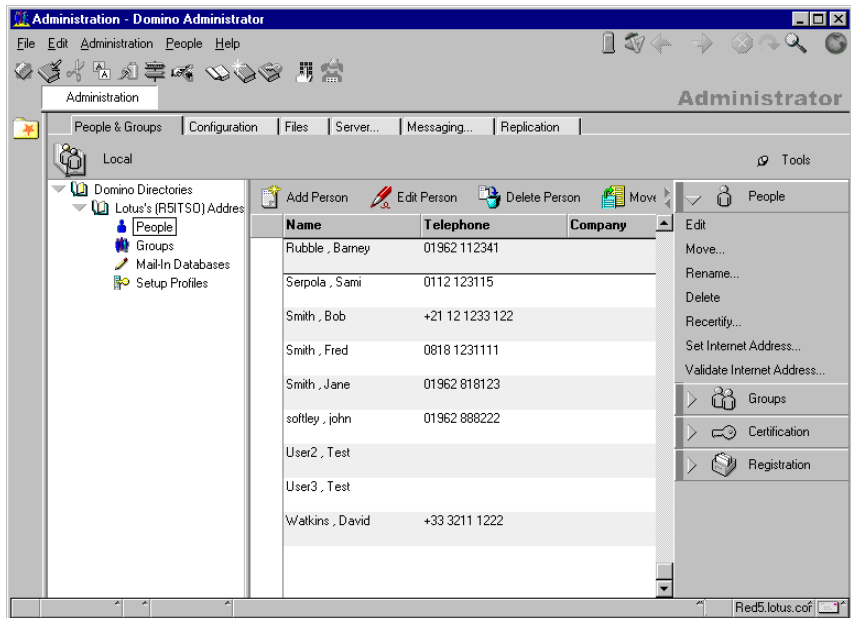 Administration - Domino Administrator
File Edit Administration People Help
Administration
Administrator
People & Groups Configuration Files Server... Messaging... Replication
Local
Tools
Domino Directories
Lotus's (R5ITSO) Addres
People
Groups
Mail-In Databases
Setup Profiles
Add Person Edit Person Delete Person Move
Name Telephone Company
Rubble , Barney 01962 112341
Serpola , Sami 0112 123115
Smith , Bob +21 12 1233 122
Smith , Fred 0818 1231111
Smith , Jane 01962 818123
softley , john 01962 888222
User2 , Test
User3 , Test
Watkins , David +33 3211 1222
People
Edit
Move...
Rename...
Delete
Recertify...
Set Internet Address...
Validate Internet Address...
Groups
Certification
Registration
Red5.lotus.cor